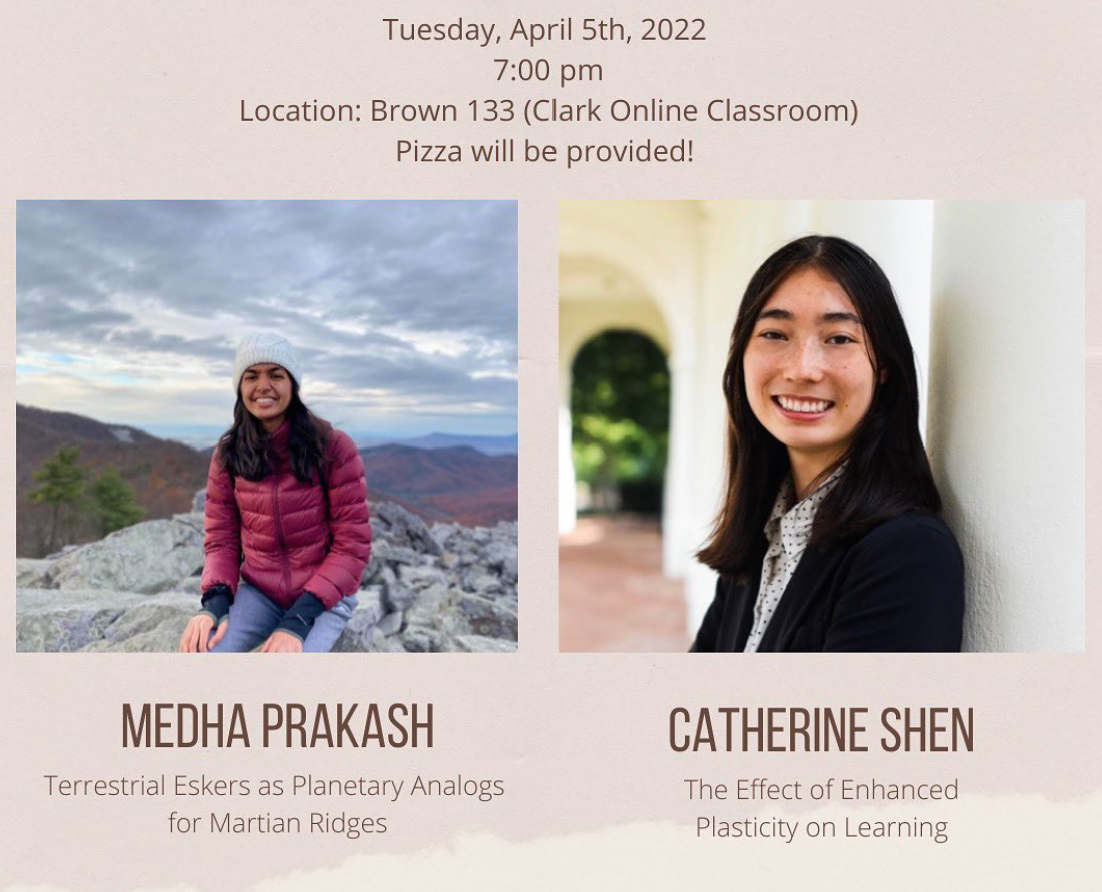 Tuesday, April 5th, 2022
7:00 pm
Location: Brown 133 (Clark Online Classroom)
Pizza will be provided!
MEDHA PRAKASH
Terrestrial Eskers as Planetary Analogs
for Martian Ridges
CATHERINE SHEN
The Effect of Enhanced
Plasticity on Learning